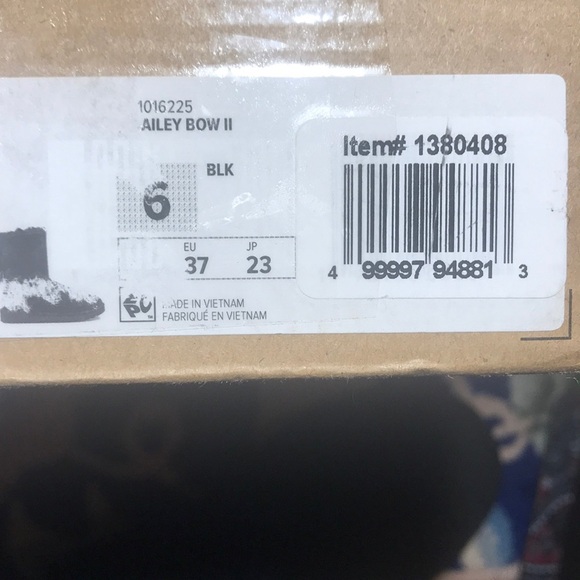 1016225
AILEY BOW II
BLK
6
EU JP
37 23
MADE IN VIETNAM
FABRIQUÉ EN VIETNAM
Item# 1380408
4 99997 94881 3